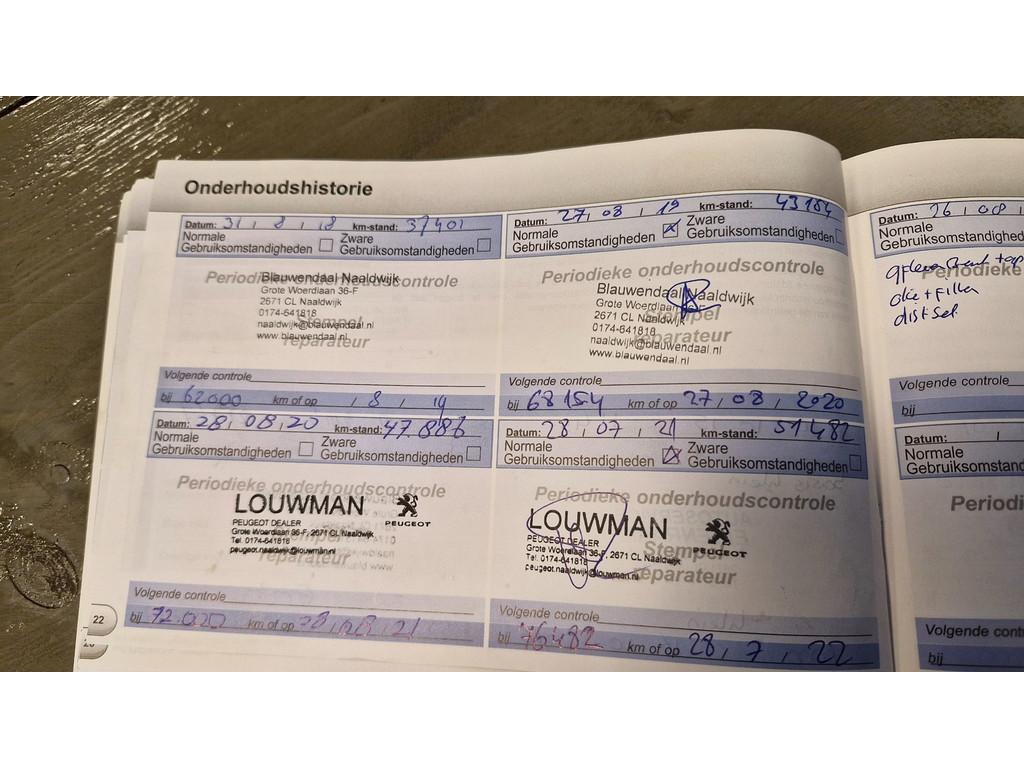 Onderhoudshistorie
Datum: 31 / 8 / 18 km-stand: 37401
Normale Gebruiksomstandigheden
Zware Gebruiksomstandigheden
Periodieke onderhoudscontrole
Blauwendaal Naaldwijk
Grote Woerdlaan 36-F
2671 CL Naaldwijk
0174-641818
naaldwijk@blauwendaal.nl
www.blauwendaal.nl
Stempel
reparateur
Volgende controle
bij 62000 km of op / 8 / 19
Datum: 27 / 08 / 19 km-stand: 43154
Normale Gebruiksomstandigheden
Zware Gebruiksomstandigheden
Periodieke onderhoudscontrole
Blauwendaal Naaldwijk
Grote Woerdlaan 36-F
2671 CL Naaldwijk
0174-641818
naaldwijk@blauwendaal.nl
www.blauwendaal.nl
Stempel
reparateur
Volgende controle
bij 68154 km of op 27 / 08 / 2020
Datum: 28 / 08 / 20 km-stand: 47.886
Normale Gebruiksomstandigheden
Zware Gebruiksomstandigheden
Periodieke onderhoudscontrole
LOUWMAN
PEUGEOT
PEUGEOT DEALER
Grote Woerdlaan 36-F, 2671 CL Naaldwijk
Tel. 0174-641818
peugeot.naaldwijk@louwman.nl
Volgende controle
bij 72.020 km of op 28 / 08 / 21
Datum: 28 / 07 / 21 km-stand: 51482
Normale Gebruiksomstandigheden
Zware Gebruiksomstandigheden
Periodieke onderhoudscontrole
LOUWMAN
PEUGEOT
PEUGEOT DEALER
Grote Woerdlaan 36-F, 2671 CL Naaldwijk
Tel. 0174-641818
peugeot.naaldwijk@louwman.nl
Stempel
reparateur
Volgende controle
bij 76482 km of op 28 / 7 / 22
22
Datum: 26 / 08 /
Normale
Gebruiksomstandigheden
Periodieke
olie + filter
dist set
Volgende controle
bij
Datum: /
Normale
Gebruiksomstan
Periodi
Volgende contr
bij